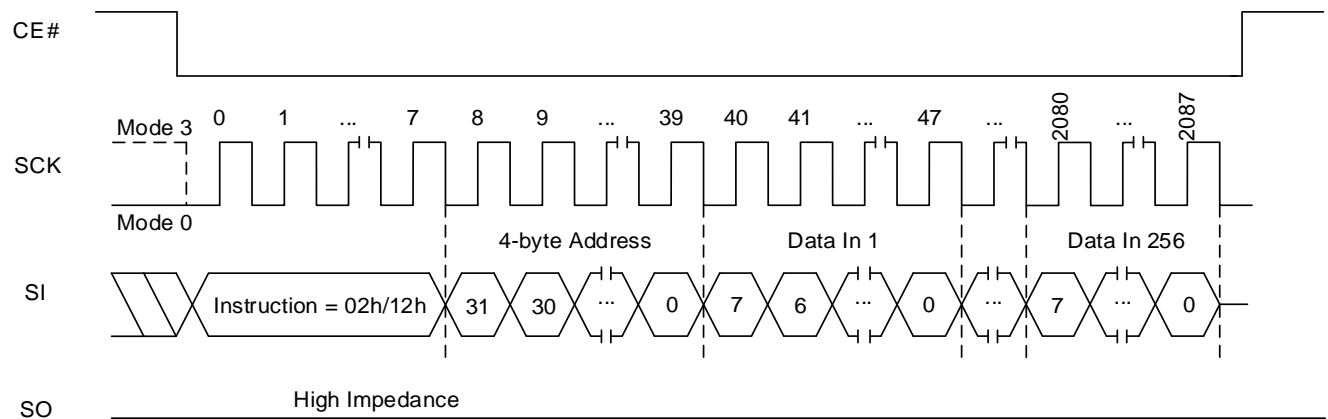 CE#
0 1 ... 7 8 9 ... 39 40 41 ... 47 ... 2080 ... 2087
Mode 3
SCK
Mode 0
4-byte Address Data In 1 Data In 256
SI
Instruction = 02h/12h 31 30 ... 0 7 6 ... 0 ... 7 ... 0
High Impedance
SO